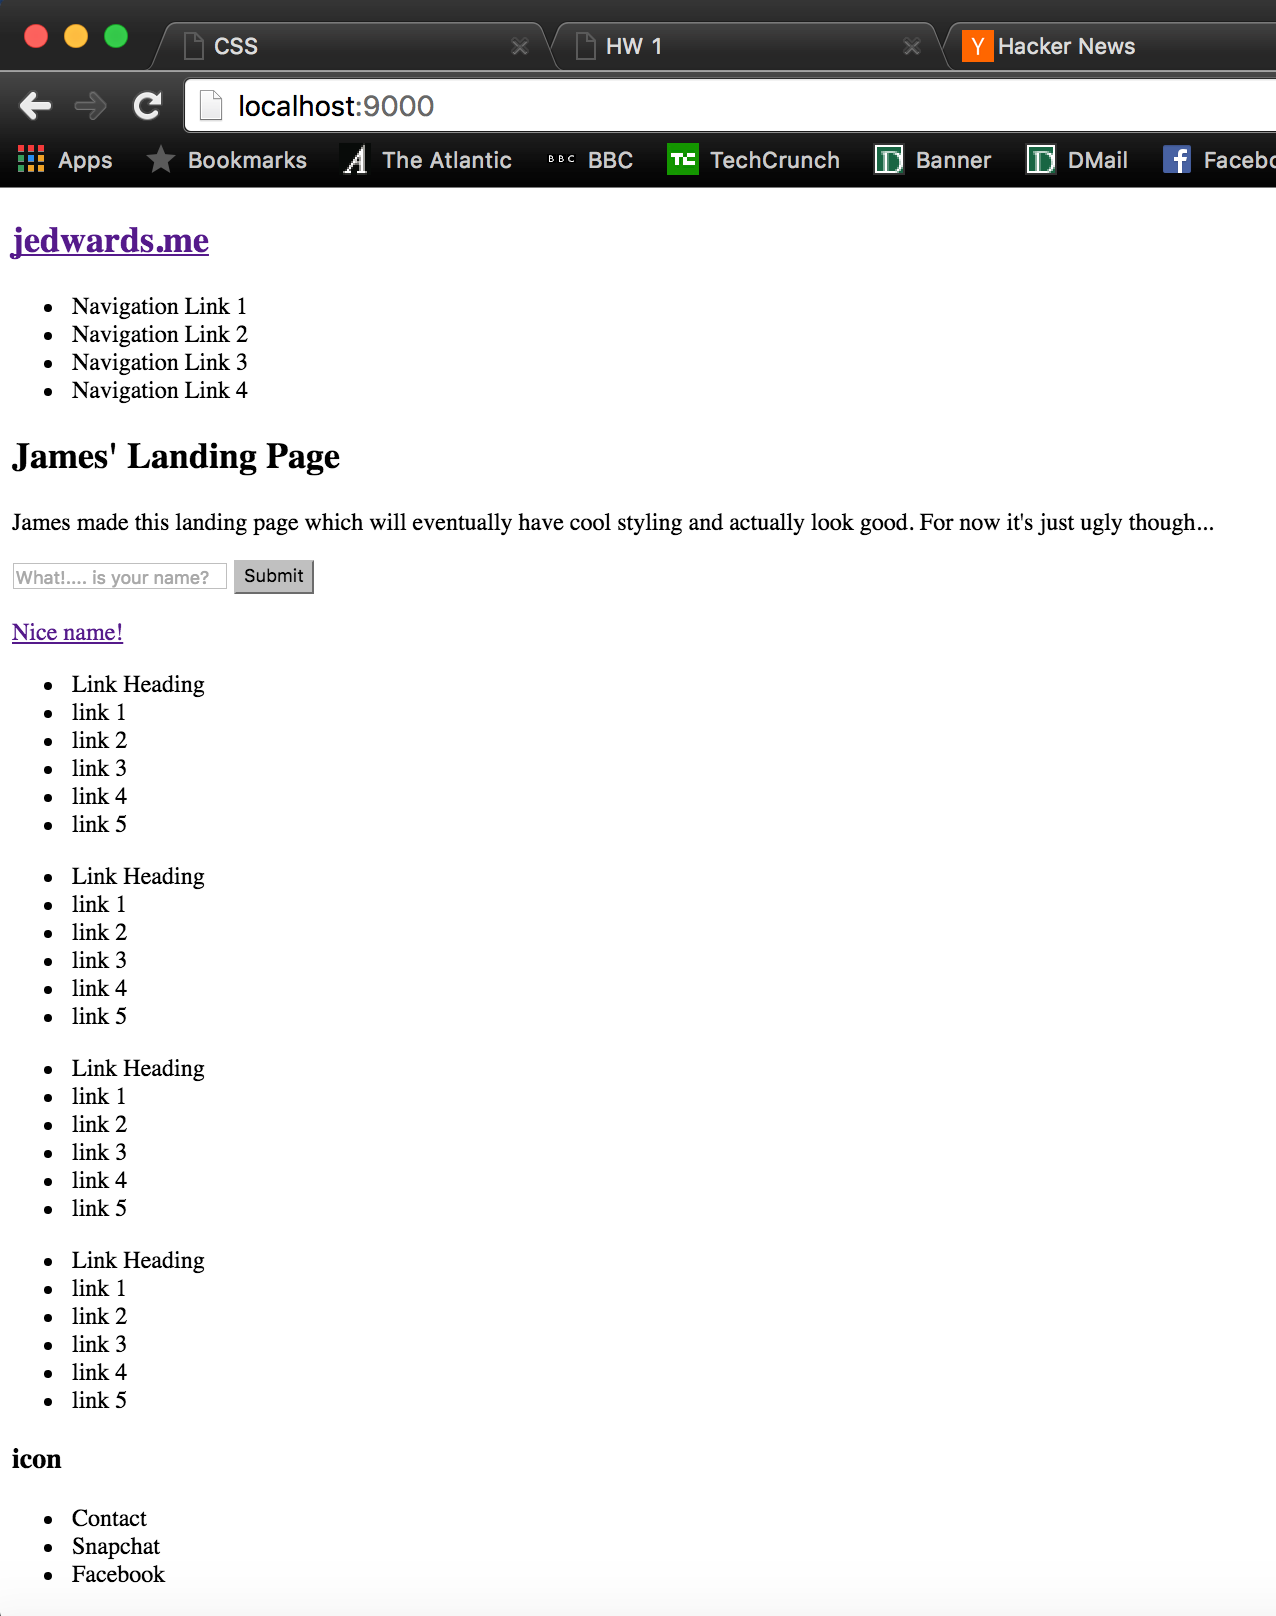 CSS
HW 1
Y Hacker News
localhost:9000
Apps Bookmarks A The Atlantic BBC BBC TC TechCrunch D Banner D DMail f Facebo
jedwards.me
Navigation Link 1
Navigation Link 2
Navigation Link 3
Navigation Link 4
James' Landing Page
James made this landing page which will eventually have cool styling and actually look good. For now it's just ugly though...
What!.... is your name? Submit
Nice name!
Link Heading
link 1
link 2
link 3
link 4
link 5
Link Heading
link 1
link 2
link 3
link 4
link 5
Link Heading
link 1
link 2
link 3
link 4
link 5
Link Heading
link 1
link 2
link 3
link 4
link 5
icon
Contact
Snapchat
Facebook